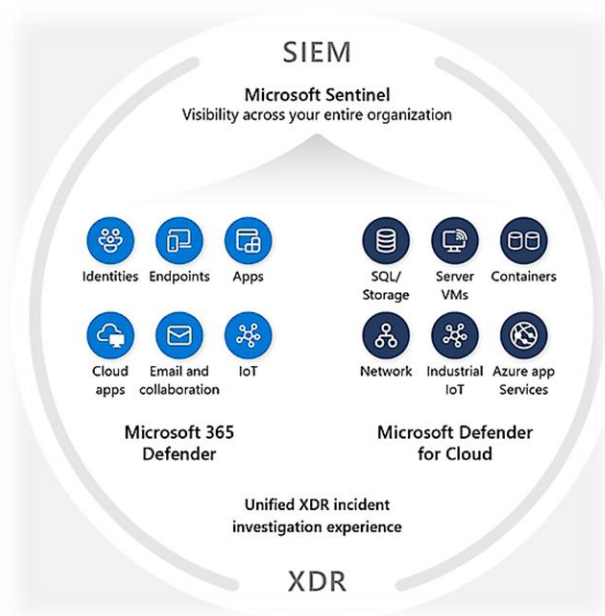 SIEM
Microsoft Sentinel
Visibility across your entire organization
Identities
Endpoints
Apps
SQL/
Storage
Server
VMs
Containers
Cloud
apps
Email and
collaboration
IoT
Network
Industrial
IoT
Azure app
Services
Microsoft 365
Defender
Microsoft Defender
for Cloud
Unified XDR incident
investigation experience
XDR